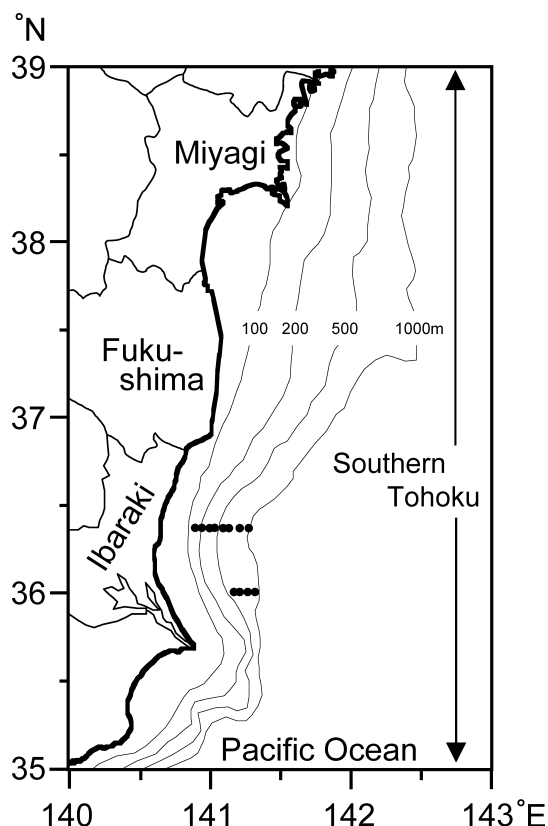 °N
39
Miyagi
38
100 200 500 1000m
Fuku-
shima
37
Southern
Tohoku
Ibaraki
36
Pacific Ocean
35
140 141 142 143°E